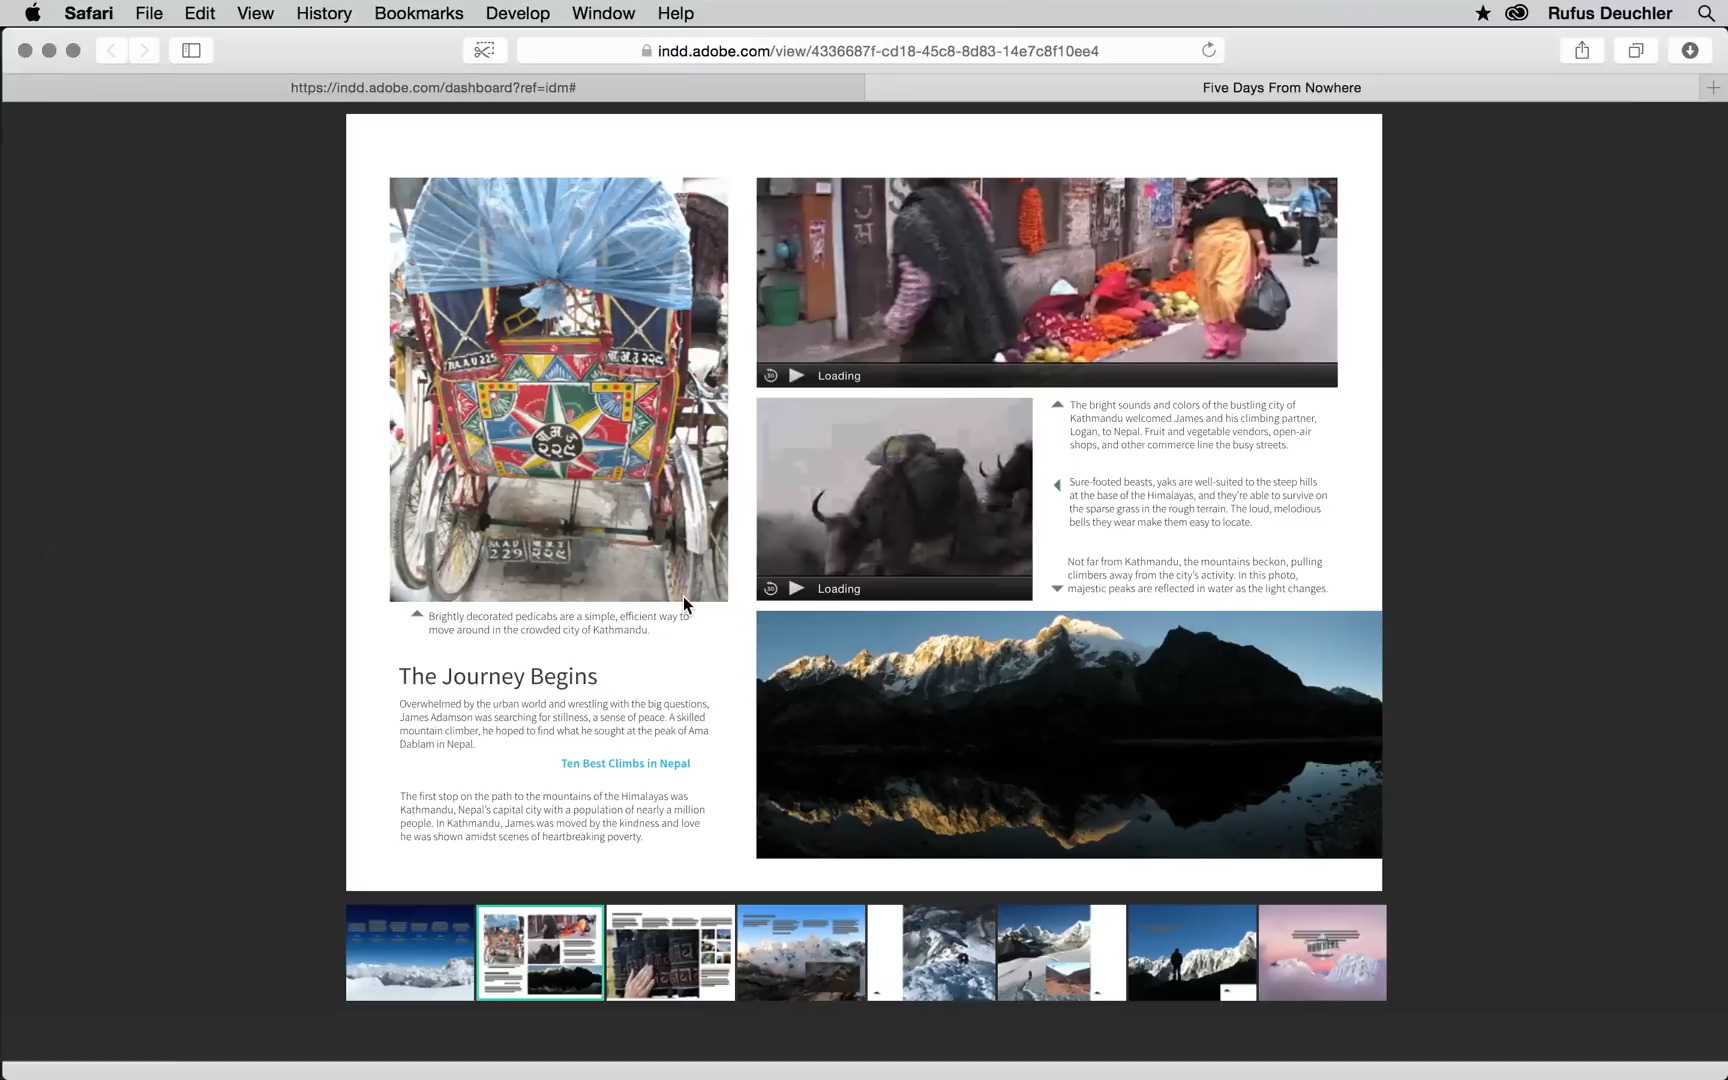 Safari File Edit View History Bookmarks Develop Window Help Rufus Deuchler
indd.adobe.com/view/4336687f-cd18-45c8-8d83-14e7c8f10ee4
https://indd.adobe.com/dashboard?ref=idm#
Five Days From Nowhere
बा.अ.उ २२९
बा अ उ
२२९
BA.A.U 229
229
Brightly decorated pedicabs are a simple, efficient way to
move around in the crowded city of Kathmandu.
The Journey Begins
Overwhelmed by the urban world and wrestling with the big questions,
James Adamson was searching for stillness, a sense of peace. A skilled
mountain climber, he hoped to find what he sought at the peak of Ama
Dablam in Nepal.
Ten Best Climbs in Nepal
The first stop on the path to the mountains of the Himalayas was
Kathmandu, Nepal's capital city with a population of nearly a million
people. In Kathmandu, James was moved by the kindness and love
he was shown amidst scenes of heartbreaking poverty.
30 Loading
30 Loading
The bright sounds and colors of the bustling city of
Kathmandu welcomed James and his climbing partner,
Logan, to Nepal. Fruit and vegetable vendors, open-air
shops, and other commerce line the busy streets.
Sure-footed beasts, yaks are well-suited to the steep hills
at the base of the Himalayas, and they're able to survive on
the sparse grass in the rough terrain. The loud, melodious
bells they wear make them easy to locate.
Not far from Kathmandu, the mountains beckon, pulling
climbers away from the city's activity. In this photo,
majestic peaks are reflected in water as the light changes.
NOWHERE